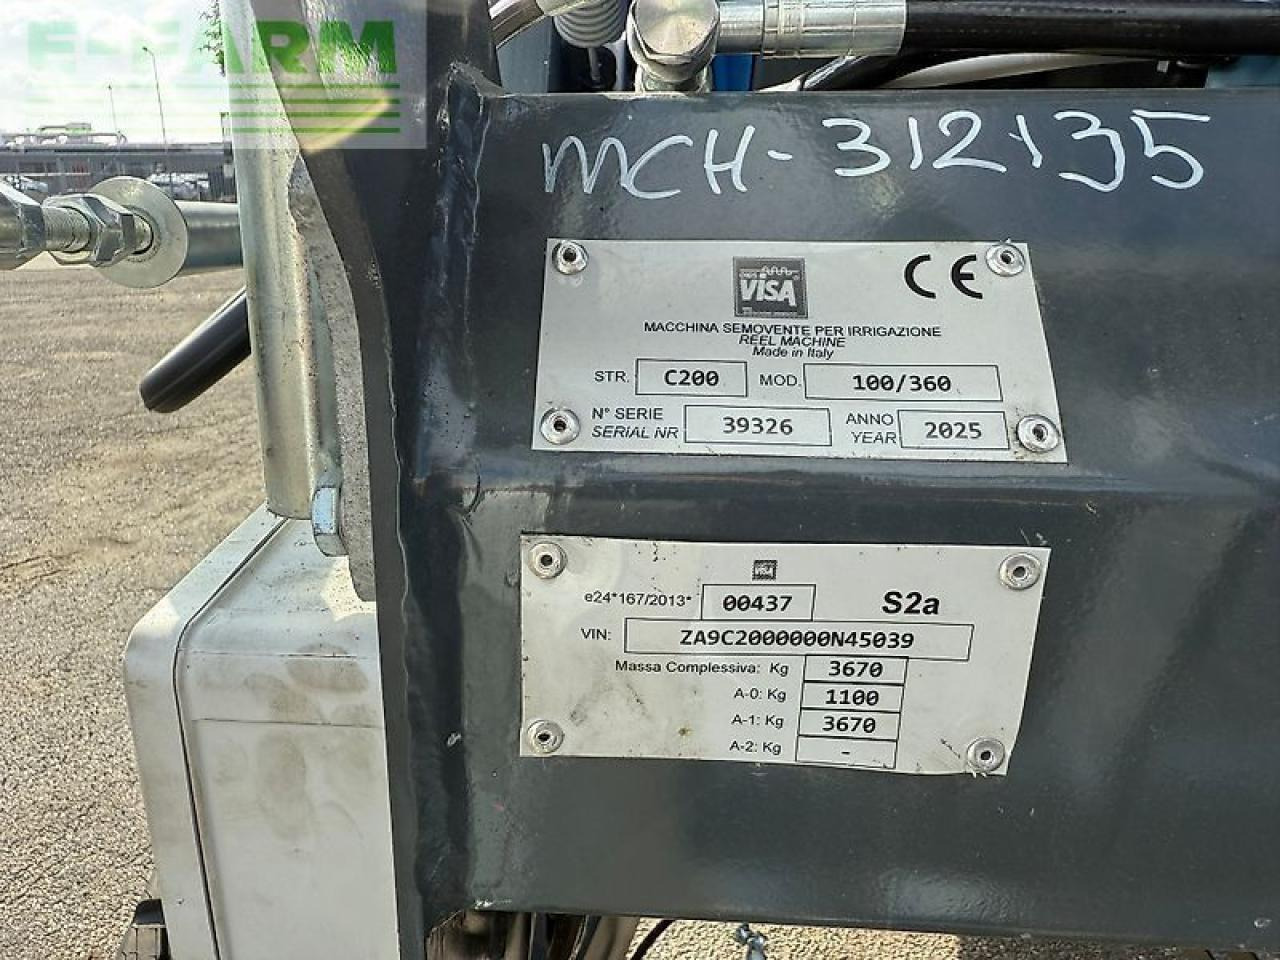 E-FARM
MCH-312135
VISA
CE
MACCHINA SEMOVENTE PER IRRIGAZIONE
REEL MACHINE
Made in Italy
STR. C200 MOD. 100/360
N° SERIE
SERIAL NR 39326 ANNO
YEAR 2025
VISA
e24*167/2013* 00437 S2a
VIN: ZA9C2000000N45039
Massa Complessiva: Kg 3670
A-0: Kg 1100
A-1: Kg 3670
A-2: Kg -